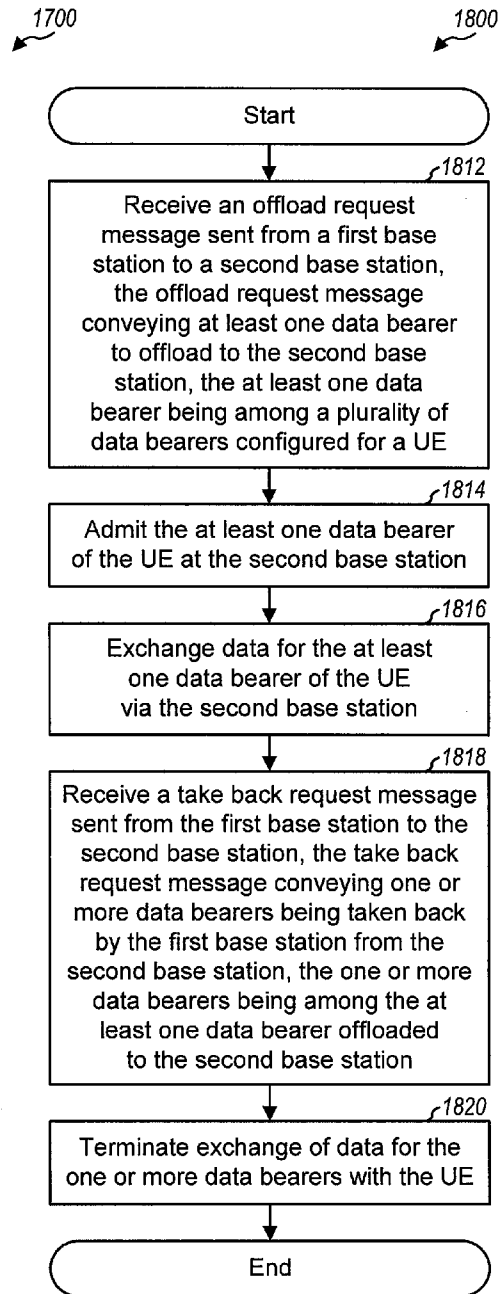 1700
1800
Start
1812
Receive an offload request
message sent from a first base
station to a second base station,
the offload request message
conveying at least one data bearer
to offload to the second base
station, the at least one data
bearer being among a plurality of
data bearers configured for a UE
1814
Admit the at least one data bearer
of the UE at the second base station
1816
Exchange data for the at least
one data bearer of the UE
via the second base station
1818
Receive a take back request message
sent from the first base station to the
second base station, the take back
request message conveying one or
more data bearers being taken back
by the first base station from the
second base station, the one or more
data bearers being among the at
least one data bearer offloaded
to the second base station
1820
Terminate exchange of data for the
one or more data bearers with the UE
End